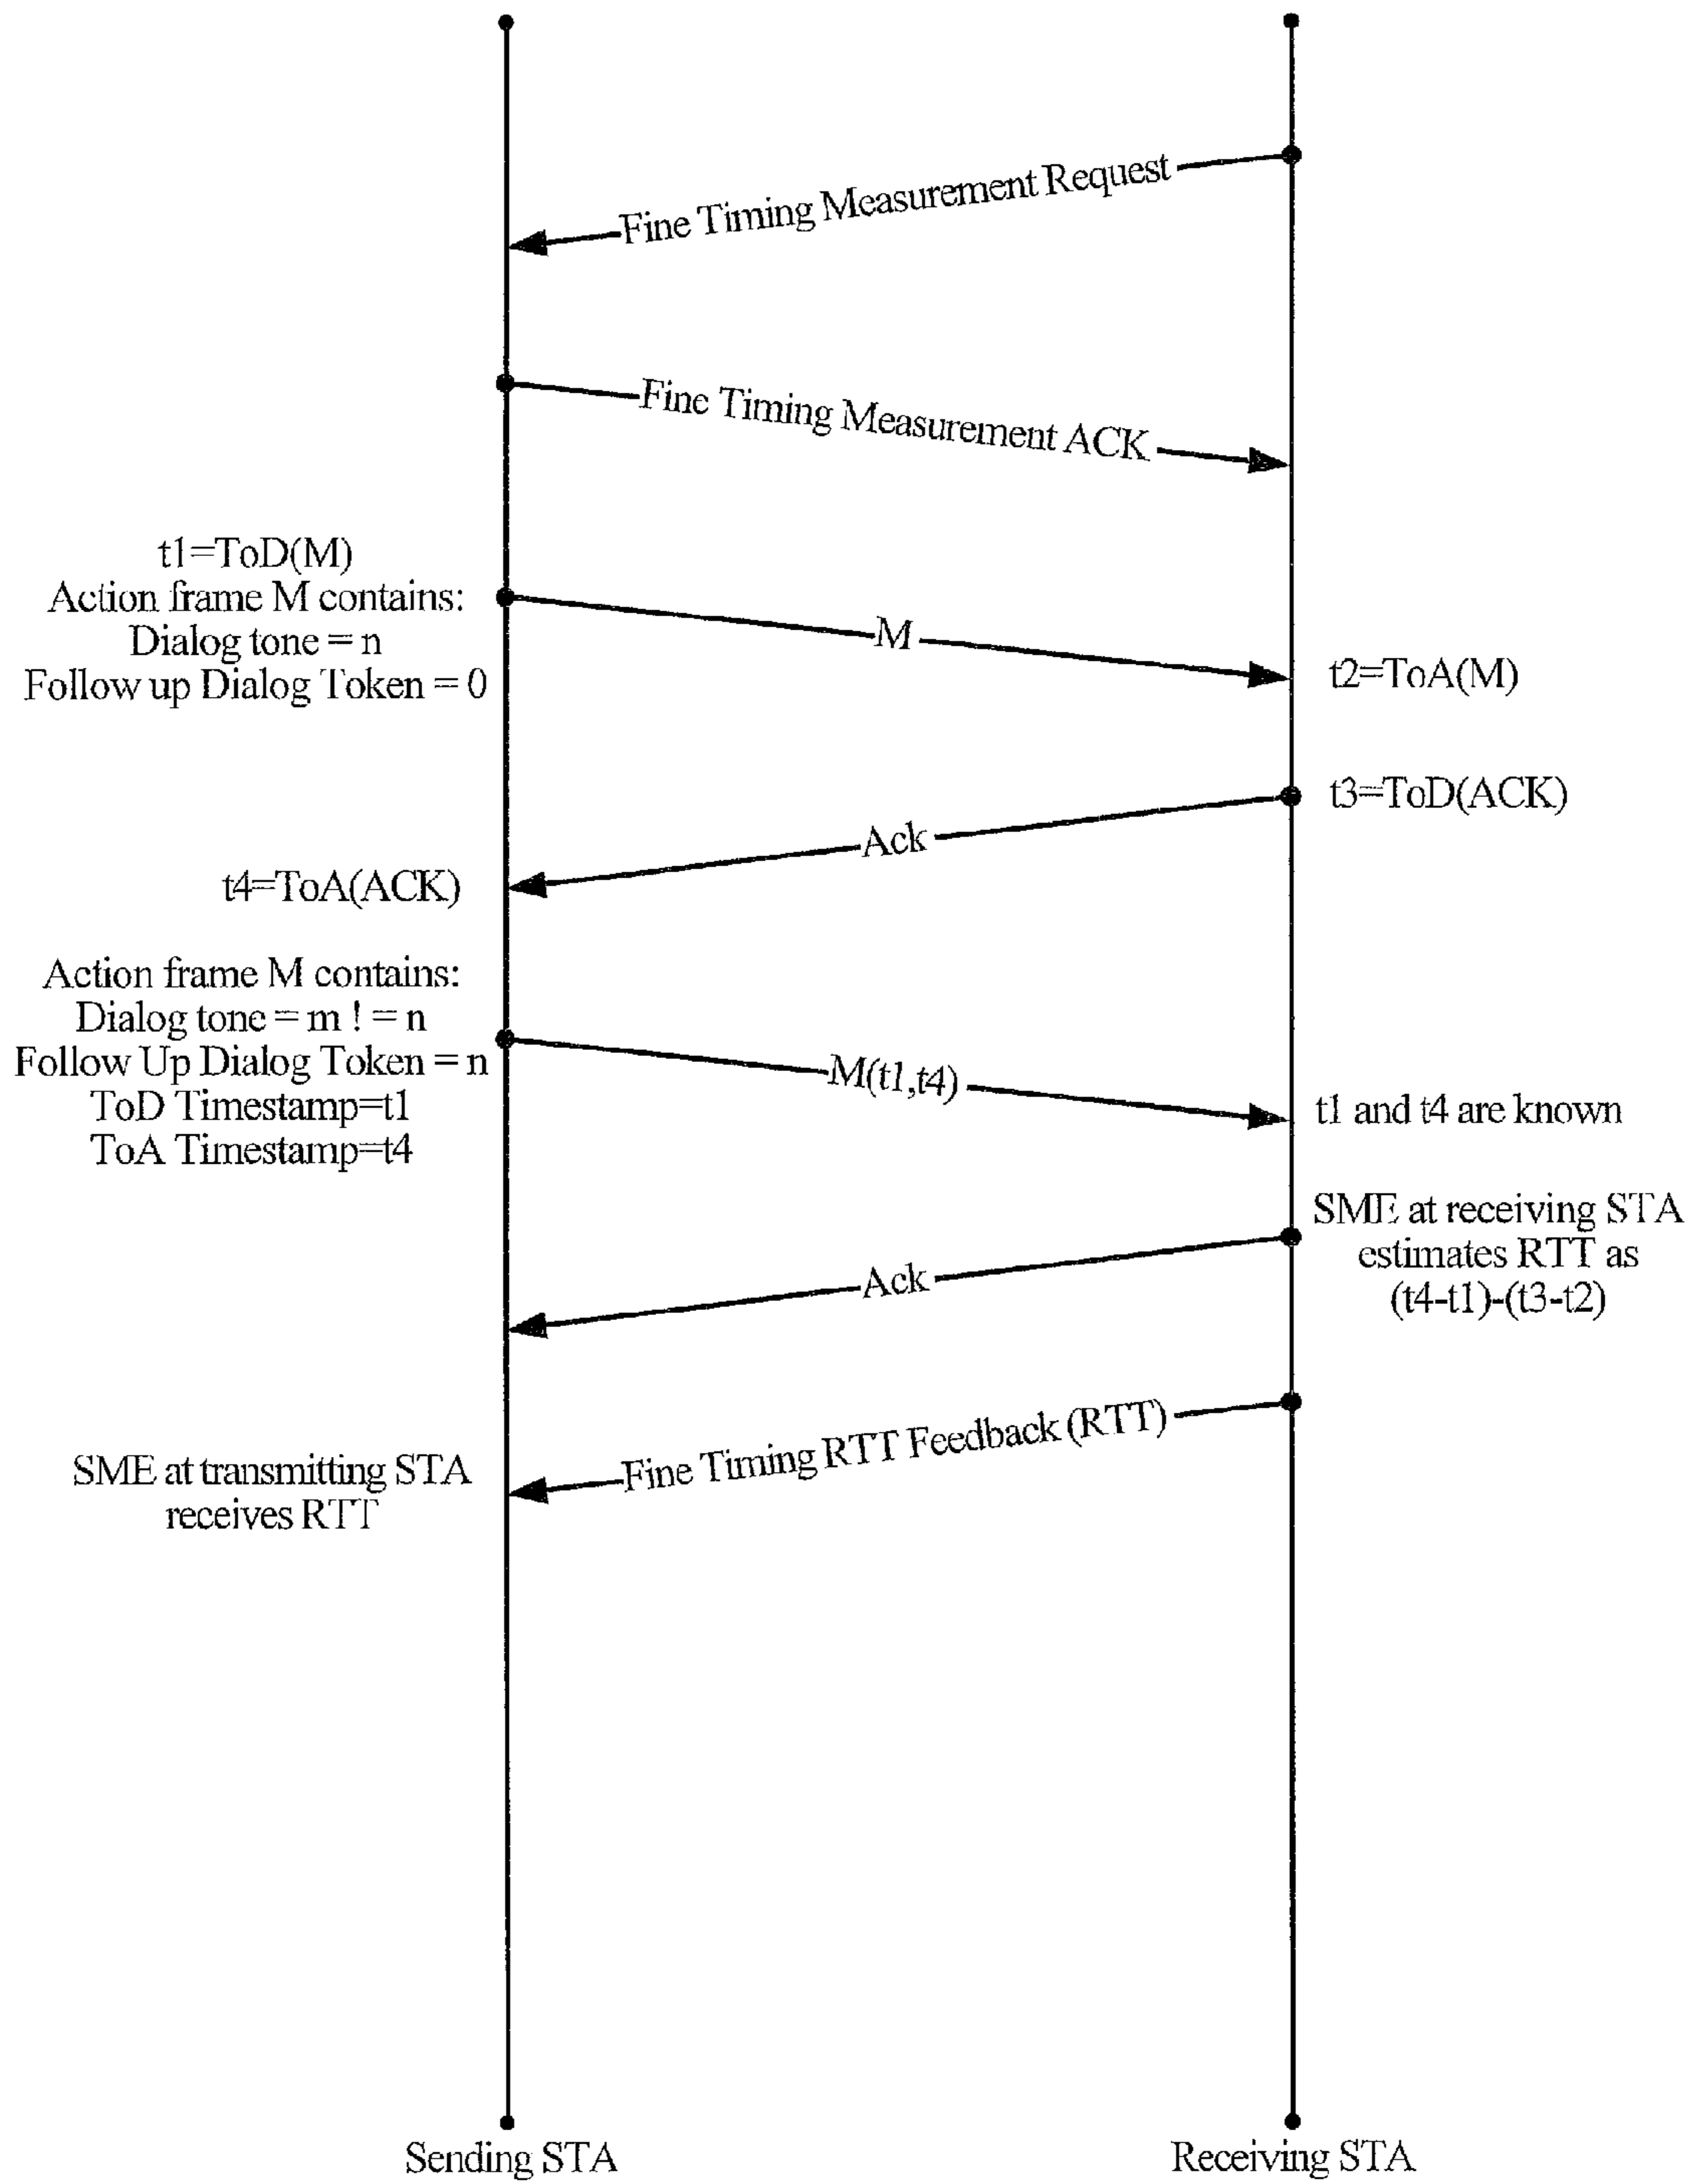 Fine Timing Measurement Request
Fine Timing Measurement ACK
t1=ToD(M)
Action frame M contains:
Dialog tone = n
Follow up Dialog Token = 0
M
t2=ToA(M)
t3=ToD(ACK)
Ack
t4=ToA(ACK)
Action frame M contains:
Dialog tone = m ! = n
Follow Up Dialog Token = n
ToD Timestamp=t1
ToA Timestamp=t4
M(t1,t4)
t1 and t4 are known
SME at receiving STA
estimates RTT as
(t4-t1)-(t3-t2)
Ack
Fine Timing RTT Feedback (RTT)
SME at transmitting STA
receives RTT
Sending STA
Receiving STA